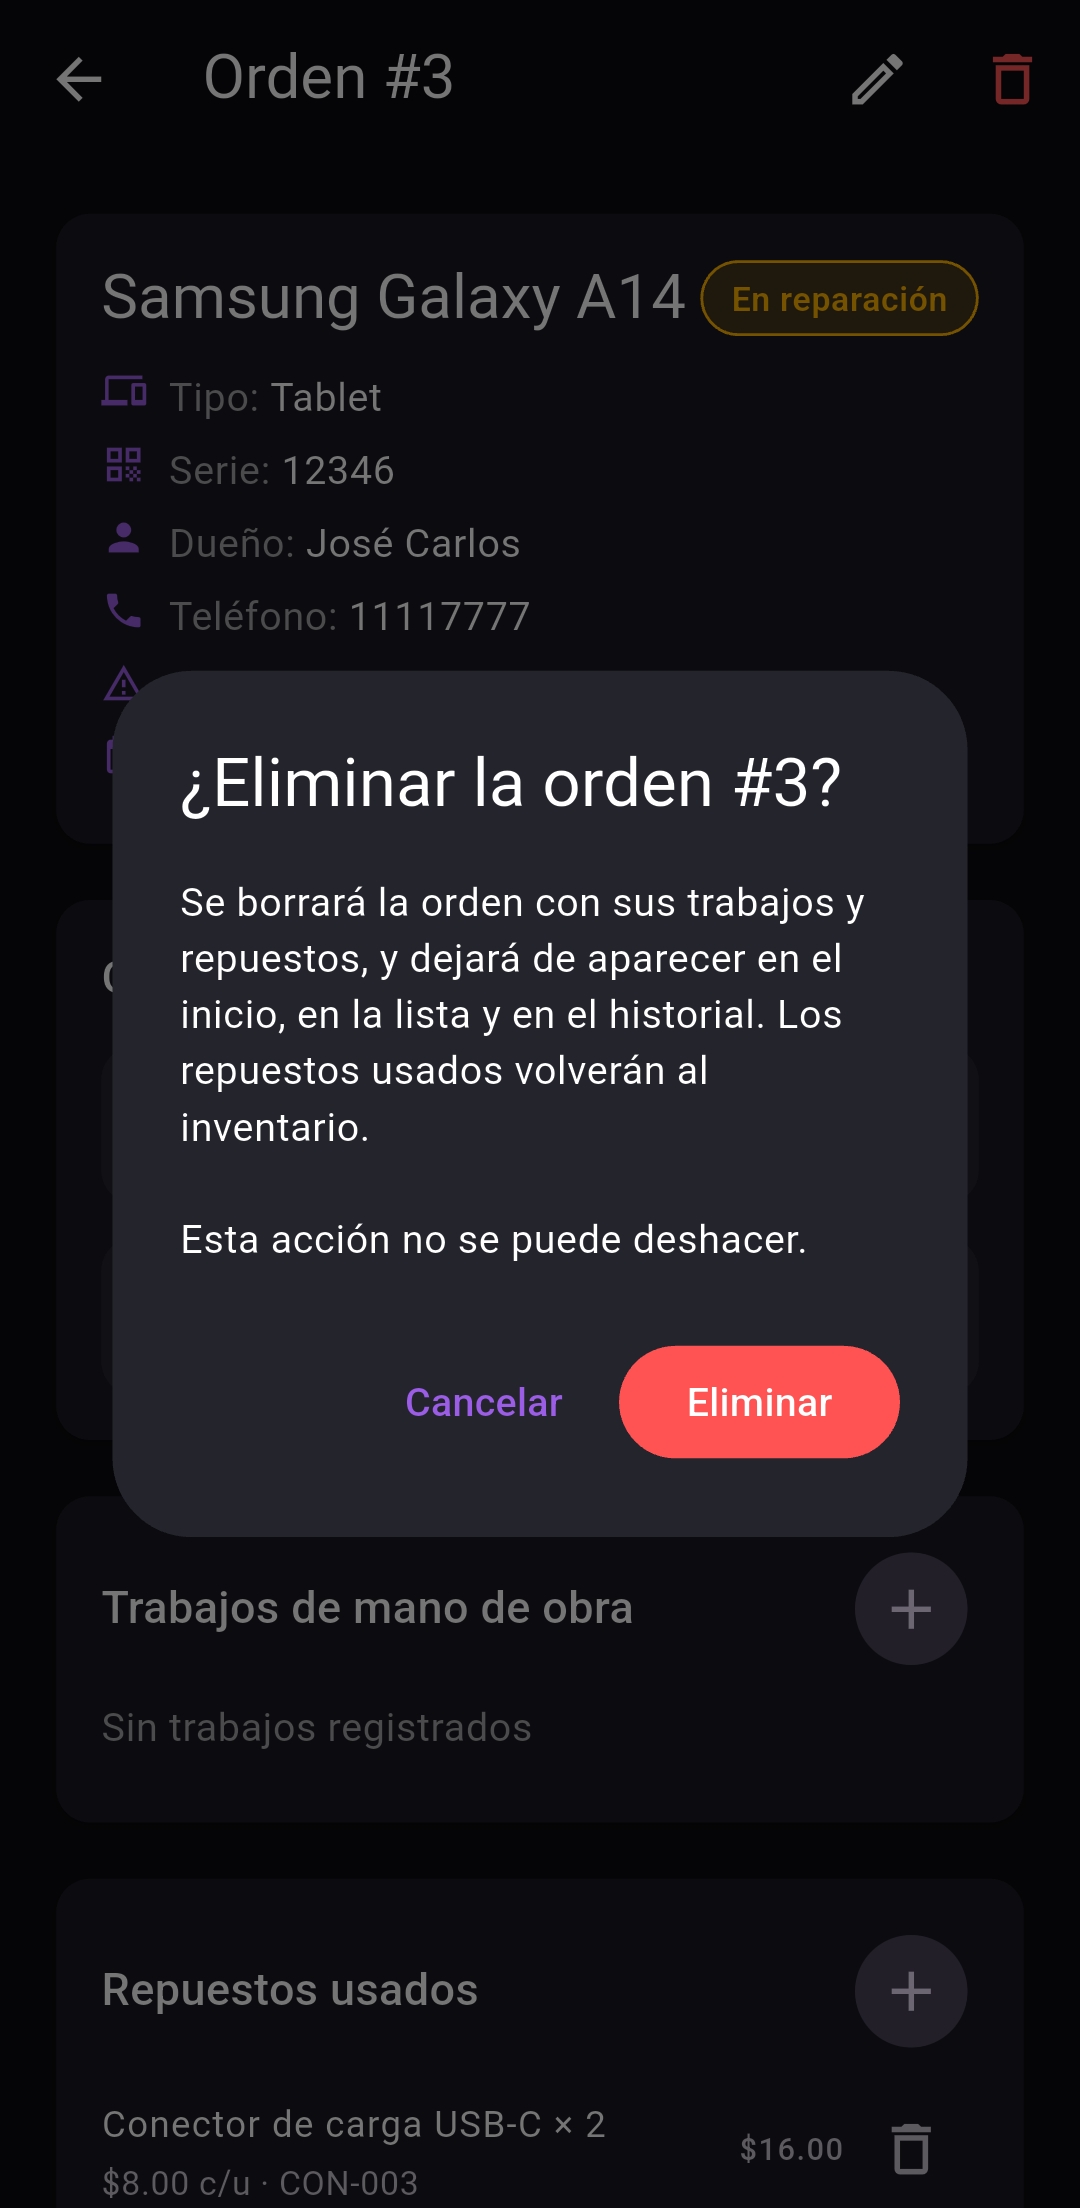 Orden #3
Samsung Galaxy A14
En reparación
Tipo: Tablet
Serie: 12346
Dueño: José Carlos
Teléfono: 11117777
¿Eliminar la orden #3?
Se borrará la orden con sus trabajos y
repuestos, y dejará de aparecer en el
inicio, en la lista y en el historial. Los
repuestos usados volverán al
inventario.
Esta acción no se puede deshacer.
Cancelar
Eliminar
Trabajos de mano de obra
Sin trabajos registrados
Repuestos usados
Conector de carga USB-C × 2
$16.00
$8.00 c/u · CON-003